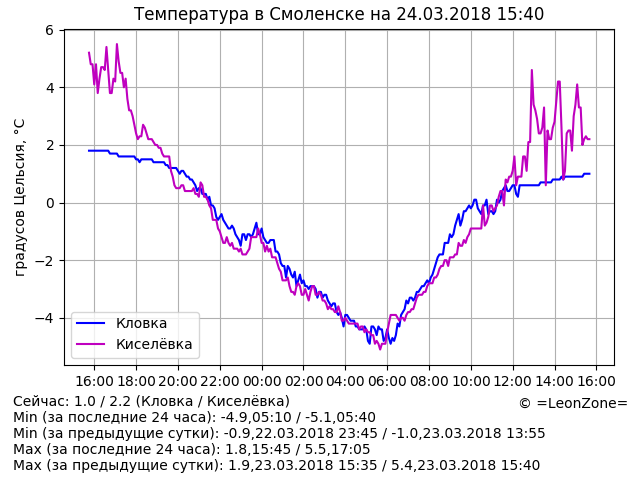 Температура в Смоленске на 24.03.2018 15:40
градусов Цельсия, °C
6
4
2
0
−2
−4
Кловка
Киселёвка
16:00 18:00 20:00 22:00 00:00 02:00 04:00 06:00 08:00 10:00 12:00 14:00 16:00
Сейчас: 1.0 / 2.2 (Кловка / Киселёвка)
© =LeonZone=
Min (за последние 24 часа): -4.9,05:10 / -5.1,05:40
Min (за предыдущие сутки): -0.9,22.03.2018 23:45 / -1.0,23.03.2018 13:55
Max (за последние 24 часа): 1.8,15:45 / 5.5,17:05
Max (за предыдущие сутки): 1.9,23.03.2018 15:35 / 5.4,23.03.2018 15:40